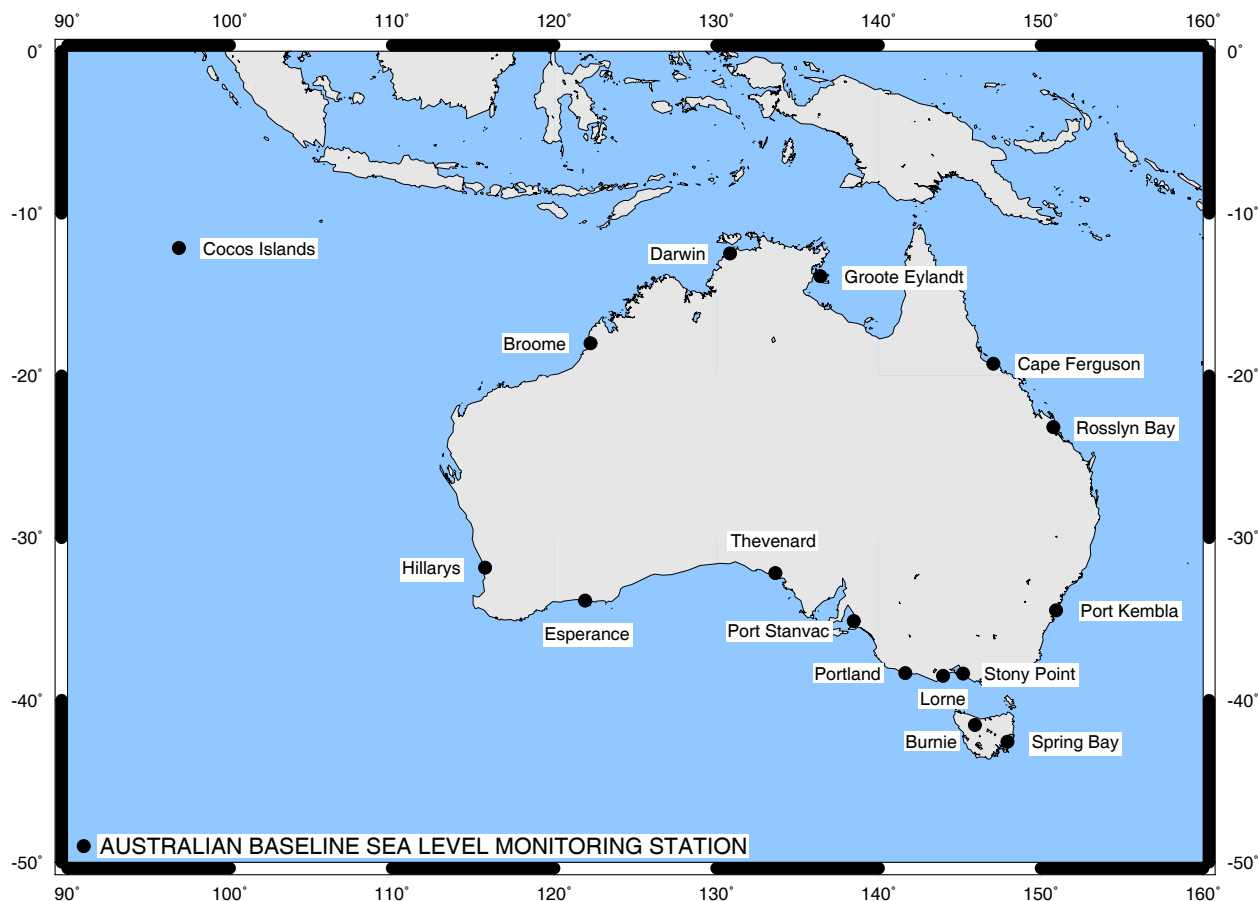 90˚ 100˚ 110˚ 120˚ 130˚ 140˚ 150˚ 160˚
0˚ 0˚
-10˚ -10˚
Cocos Islands
Darwin
Groote Eylandt
Broome
Cape Ferguson
-20˚ -20˚
Rosslyn Bay
-30˚ -30˚
Thevenard
Hillarys
Port Kembla
Esperance
Port Stanvac
Portland
Stony Point
Lorne
-40˚ -40˚
Burnie
Spring Bay
AUSTRALIAN BASELINE SEA LEVEL MONITORING STATION
-50˚ -50˚
90˚ 100˚ 110˚ 120˚ 130˚ 140˚ 150˚ 160˚